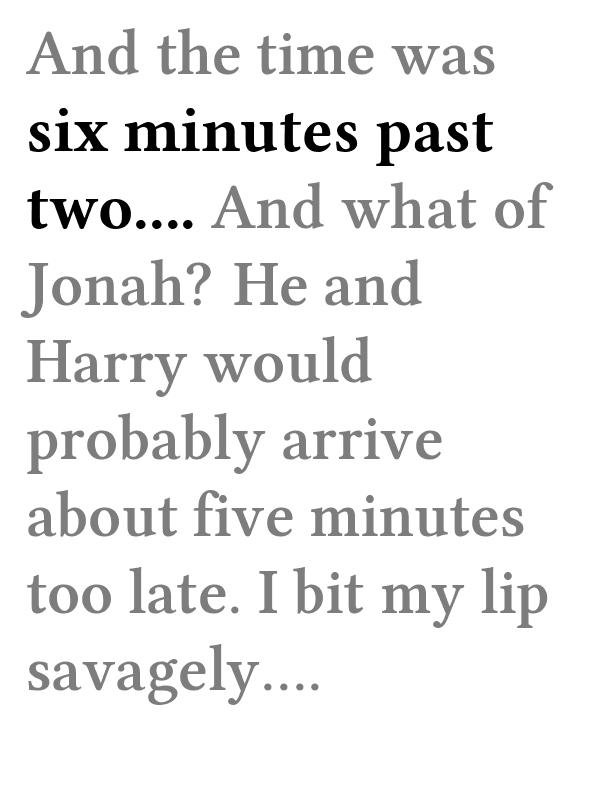 And the time was
six minutes past
two.... And what of
Jonah? He and
Harry would
probably arrive
about five minutes
too late. I bit my lip
savagely....